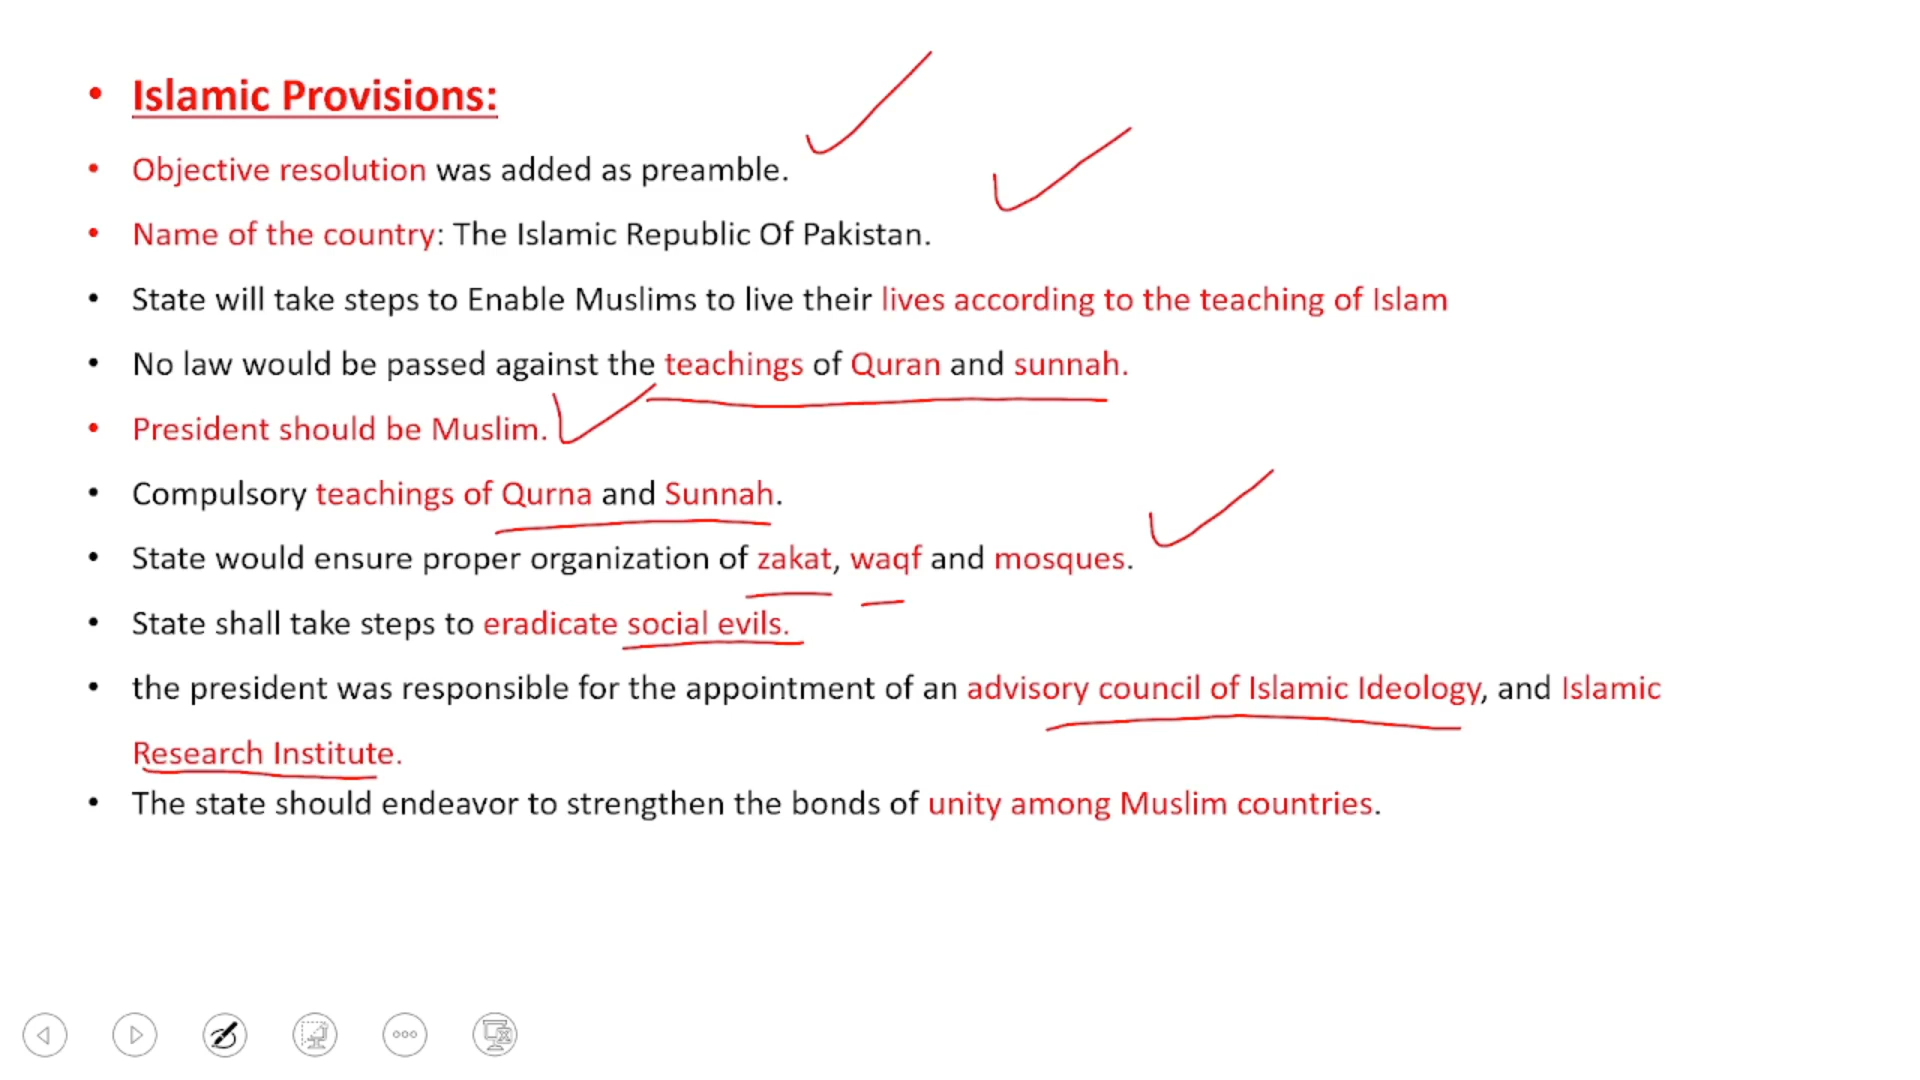 • Islamic Provisions:
• Objective resolution was added as preamble.
• Name of the country: The Islamic Republic Of Pakistan.
• State will take steps to Enable Muslims to live their lives according to the teaching of Islam
• No law would be passed against the teachings of Quran and sunnah.
• President should be Muslim.
• Compulsory teachings of Qurna and Sunnah.
• State would ensure proper organization of zakat, waqf and mosques.
• State shall take steps to eradicate social evils.
• the president was responsible for the appointment of an advisory council of Islamic Ideology, and Islamic
Research Institute.
• The state should endeavor to strengthen the bonds of unity among Muslim countries.